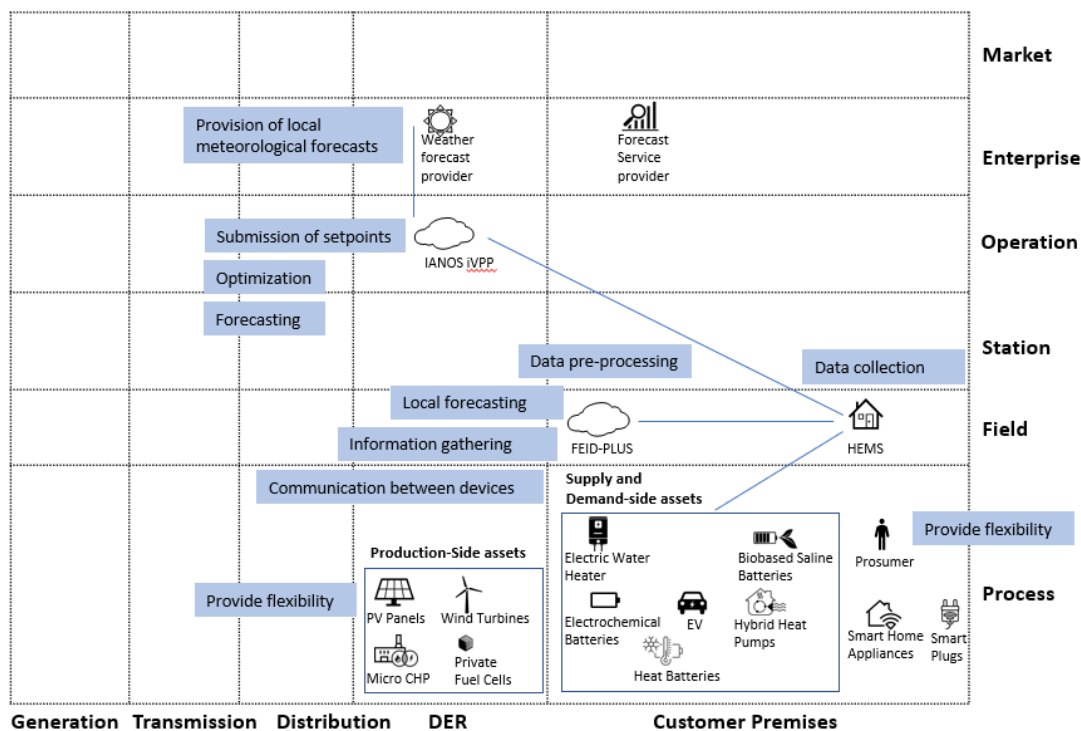 Market
Provision of local
meteorological forecasts
Weather
forecast
provider
Forecast
Service
provider
Enterprise
Submission of setpoints
IANOS iVPP
Operation
Optimization
Forecasting
Station
Data pre-processing
Data collection
Local forecasting
Information gathering
FEID-PLUS
HEMS
Field
Communication between devices
Supply and
Demand-side assets
Provide flexibility
Production-Side assets
Electric Water
Heater
Biobased Saline
Batteries
Prosumer
Provide flexibility
PV Panels
Wind Turbines
Electrochemical
Batteries
EV
Hybrid Heat
Pumps
Smart Home
Appliances
Smart
Plugs
Process
Micro CHP
Private
Fuel Cells
Heat Batteries
Generation
Transmission
Distribution
DER
Customer Premises